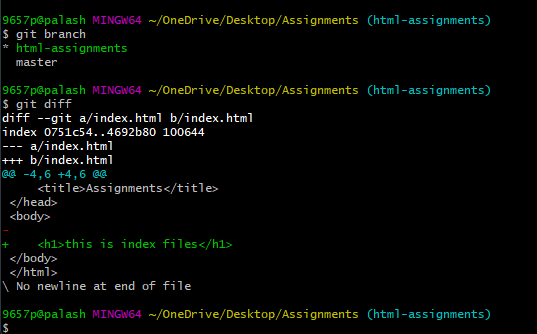 9657p@palash MINGW64 ~/OneDrive/Desktop/Assignments (html-assignments)
$ git branch
* html-assignments
  master

9657p@palash MINGW64 ~/OneDrive/Desktop/Assignments (html-assignments)
$ git diff
diff --git a/index.html b/index.html
index 0751c54..4692b80 100644
--- a/index.html
+++ b/index.html
@@ -4,6 +4,6 @@
     <title>Assignments</title>
 </head>
 <body>
-
+    <h1>this is index files</h1>
 </body>
 </html>
\ No newline at end of file

9657p@palash MINGW64 ~/OneDrive/Desktop/Assignments (html-assignments)
$